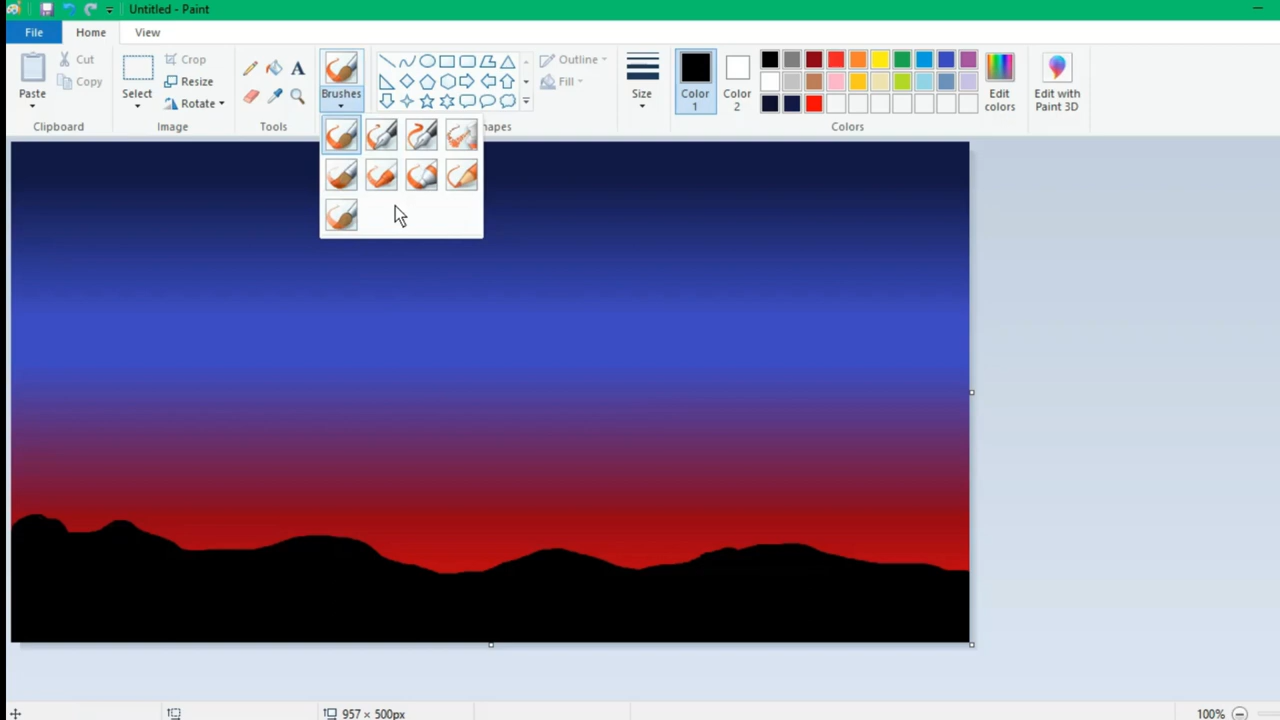 Untitled - Paint
File Home View
Paste
Cut
Copy
Clipboard
Select
Crop
Resize
Rotate
Image
A
Tools
Brushes
Outline
Fill
hapes
Size
Color 1
Color 2
Edit colors
Colors
Edit with Paint 3D
957 × 500px
100%